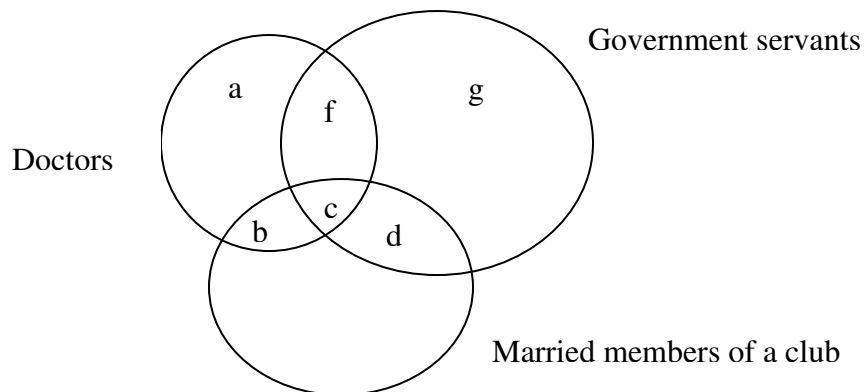 Government servants
a
g
f
Doctors
c
b
d
Married members of a club